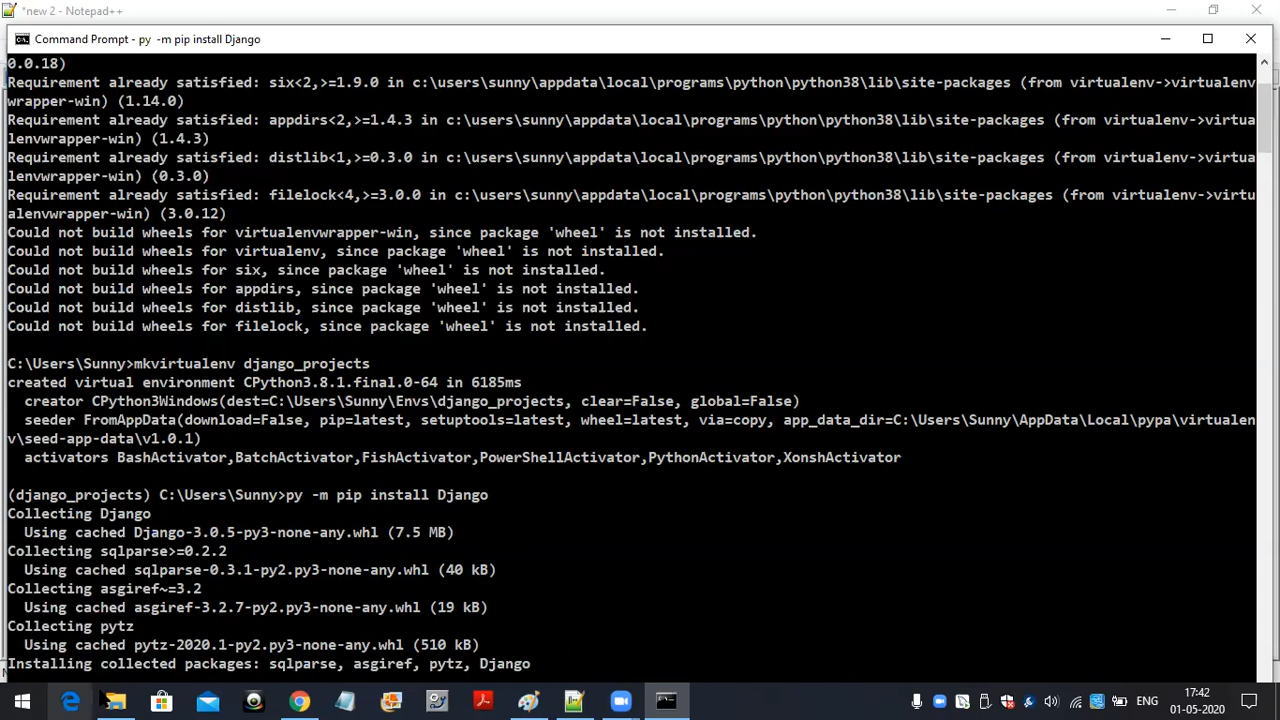 *new 2 - Notepad++
Command Prompt - py  -m pip install Django
0.0.18)
Requirement already satisfied: six<2,>=1.9.0 in c:\users\sunny\appdata\local\programs\python\python38\lib\site-packages (from virtualenv->virtualenv
wrapper-win) (1.14.0)
Requirement already satisfied: appdirs<2,>=1.4.3 in c:\users\sunny\appdata\local\programs\python\python38\lib\site-packages (from virtualenv->virtua
lenvwrapper-win) (1.4.3)
Requirement already satisfied: distlib<1,>=0.3.0 in c:\users\sunny\appdata\local\programs\python\python38\lib\site-packages (from virtualenv->virtua
lenvwrapper-win) (0.3.0)
Requirement already satisfied: filelock<4,>=3.0.0 in c:\users\sunny\appdata\local\programs\python\python38\lib\site-packages (from virtualenv->virtu
alenvwrapper-win) (3.0.12)
Could not build wheels for virtualenvwrapper-win, since package 'wheel' is not installed.
Could not build wheels for virtualenv, since package 'wheel' is not installed.
Could not build wheels for six, since package 'wheel' is not installed.
Could not build wheels for appdirs, since package 'wheel' is not installed.
Could not build wheels for distlib, since package 'wheel' is not installed.
Could not build wheels for filelock, since package 'wheel' is not installed.
C:\Users\Sunny>mkvirtualenv django_projects
created virtual environment CPython3.8.1.final.0-64 in 6185ms
creator CPython3Windows(dest=C:\Users\Sunny\Envs\django_projects, clear=False, global=False)
seeder FromAppData(download=False, pip=latest, setuptools=latest, wheel=latest, via=copy, app_data_dir=C:\Users\Sunny\AppData\Local\pypa\virtualen
v\seed-app-data\v1.0.1)
activators BashActivator,BatchActivator,FishActivator,PowerShellActivator,PythonActivator,XonshActivator
(django_projects) C:\Users\Sunny>py -m pip install Django
Collecting Django
Using cached Django-3.0.5-py3-none-any.whl (7.5 MB)
Collecting sqlparse>=0.2.2
Using cached sqlparse-0.3.1-py2.py3-none-any.whl (40 kB)
Collecting asgiref~=3.2
Using cached asgiref-3.2.7-py2.py3-none-any.whl (19 kB)
Collecting pytz
Using cached pytz-2020.1-py2.py3-none-any.whl (510 kB)
Installing collected packages: sqlparse, asgiref, pytz, Django
ENG
17:42
01-05-2020